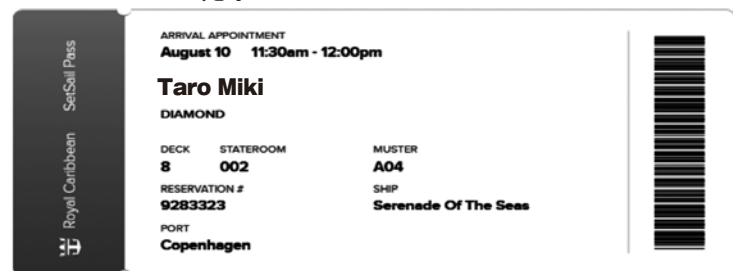 Royal Caribbean SetSail Pass
ARRIVAL APPOINTMENT
August 10 11:30am - 12:00pm
Taro Miki
DIAMOND
DECK STATEROOM MUSTER
8 002 A04
RESERVATION # SHIP
9283323 Serenade Of The Seas
PORT
Copenhagen